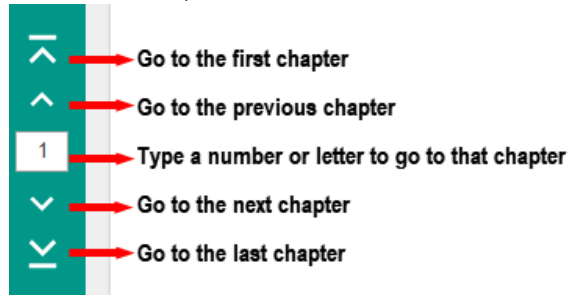 Go to the first chapter
Go to the previous chapter
1
Type a number or letter to go to that chapter
Go to the next chapter
Go to the last chapter